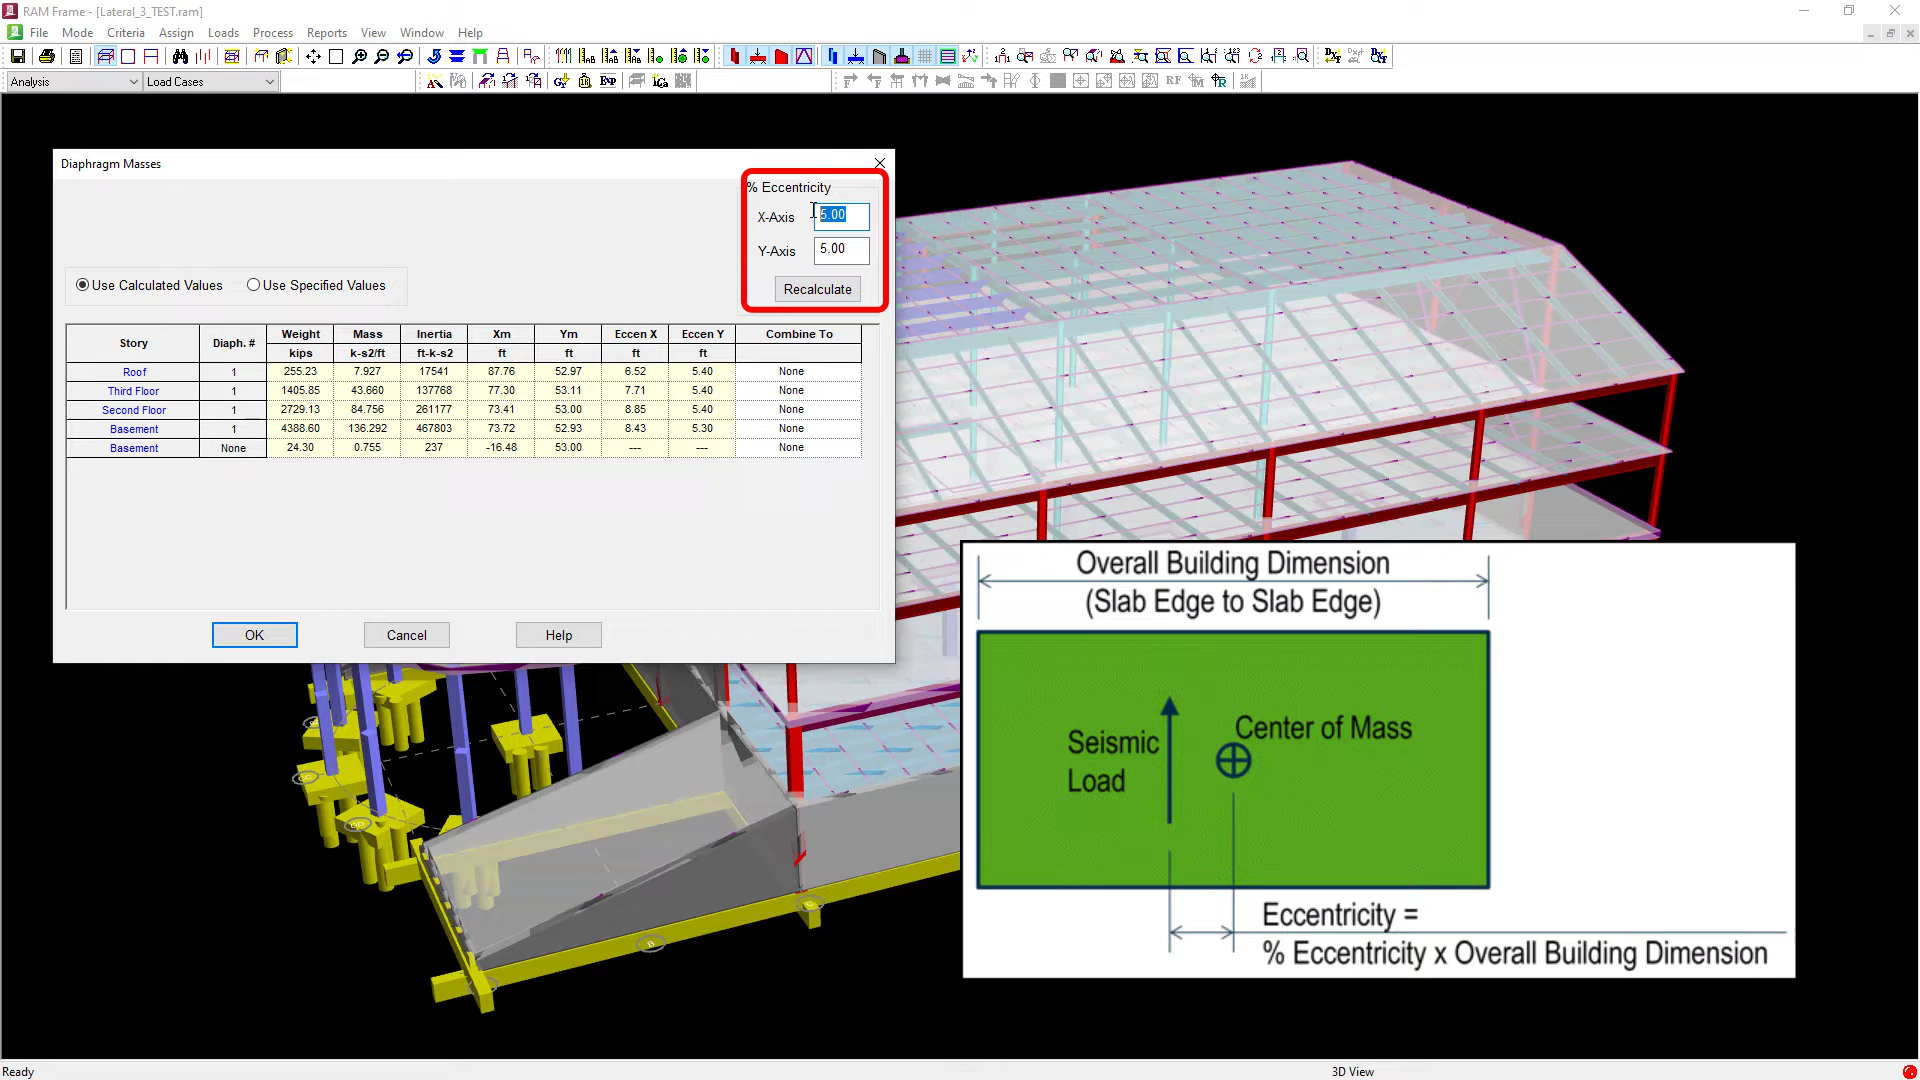 RAM Frame - [Lateral_3_TEST.ram]
File Mode Criteria Assign Loads Process Reports View Window Help
Analysis Load Cases
RF
Diaphragm Masses
% Eccentricity
X-Axis 5.00
Y-Axis 5.00
Recalculate
Use Calculated Values Use Specified Values
Story Diaph. # Weight Mass Inertia Xm Ym Eccen X Eccen Y Combine To
kips k-s2/ft ft-k-s2 ft ft ft ft
Roof 1 255.23 7.927 17541 87.76 52.97 6.52 5.40 None
Third Floor 1 1405.85 43.660 137768 77.30 53.11 7.71 5.40 None
Second Floor 1 2729.13 84.756 261177 73.41 53.00 8.85 5.40 None
Basement 1 4388.60 136.292 467803 73.72 52.93 8.43 5.30 None
Basement None 24.30 0.755 237 -16.48 53.00 --- --- None
OK Cancel Help
Overall Building Dimension
(Slab Edge to Slab Edge)
Seismic
Load
Center of Mass
Eccentricity =
% Eccentricity x Overall Building Dimension
B
Ready 3D View